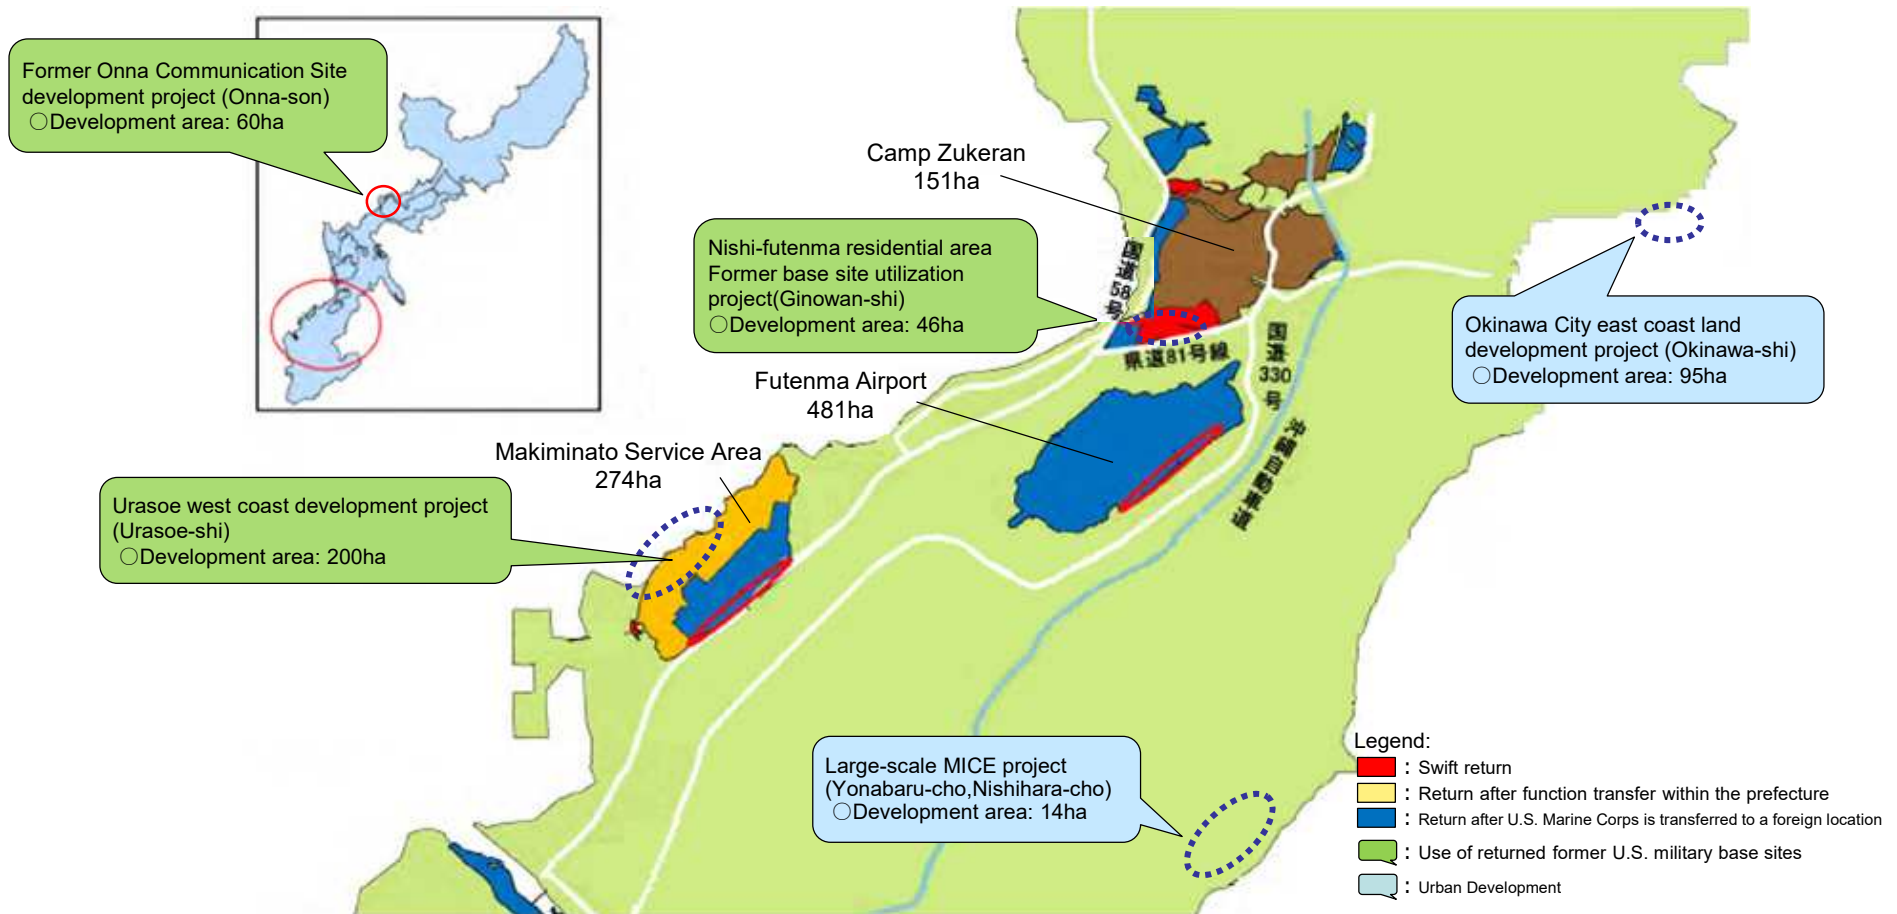 Former Onna Communication Site
development project (Onna-son)
○Development area: 60ha
Camp Zukeran
151ha
Nishi-futenma residential area
Former base site utilization
project(Ginowan-shi)
○Development area: 46ha
国道58号
県道81号線
国道330号
沖縄自動車道
Okinawa City east coast land
development project (Okinawa-shi)
○Development area: 95ha
Futenma Airport
481ha
Makiminato Service Area
274ha
Urasoe west coast development project
(Urasoe-shi)
○Development area: 200ha
Large-scale MICE project
(Yonabaru-cho,Nishihara-cho)
○Development area: 14ha
Legend:
: Swift return
: Return after function transfer within the prefecture
: Return after U.S. Marine Corps is transferred to a foreign location
: Use of returned former U.S. military base sites
: Urban Development